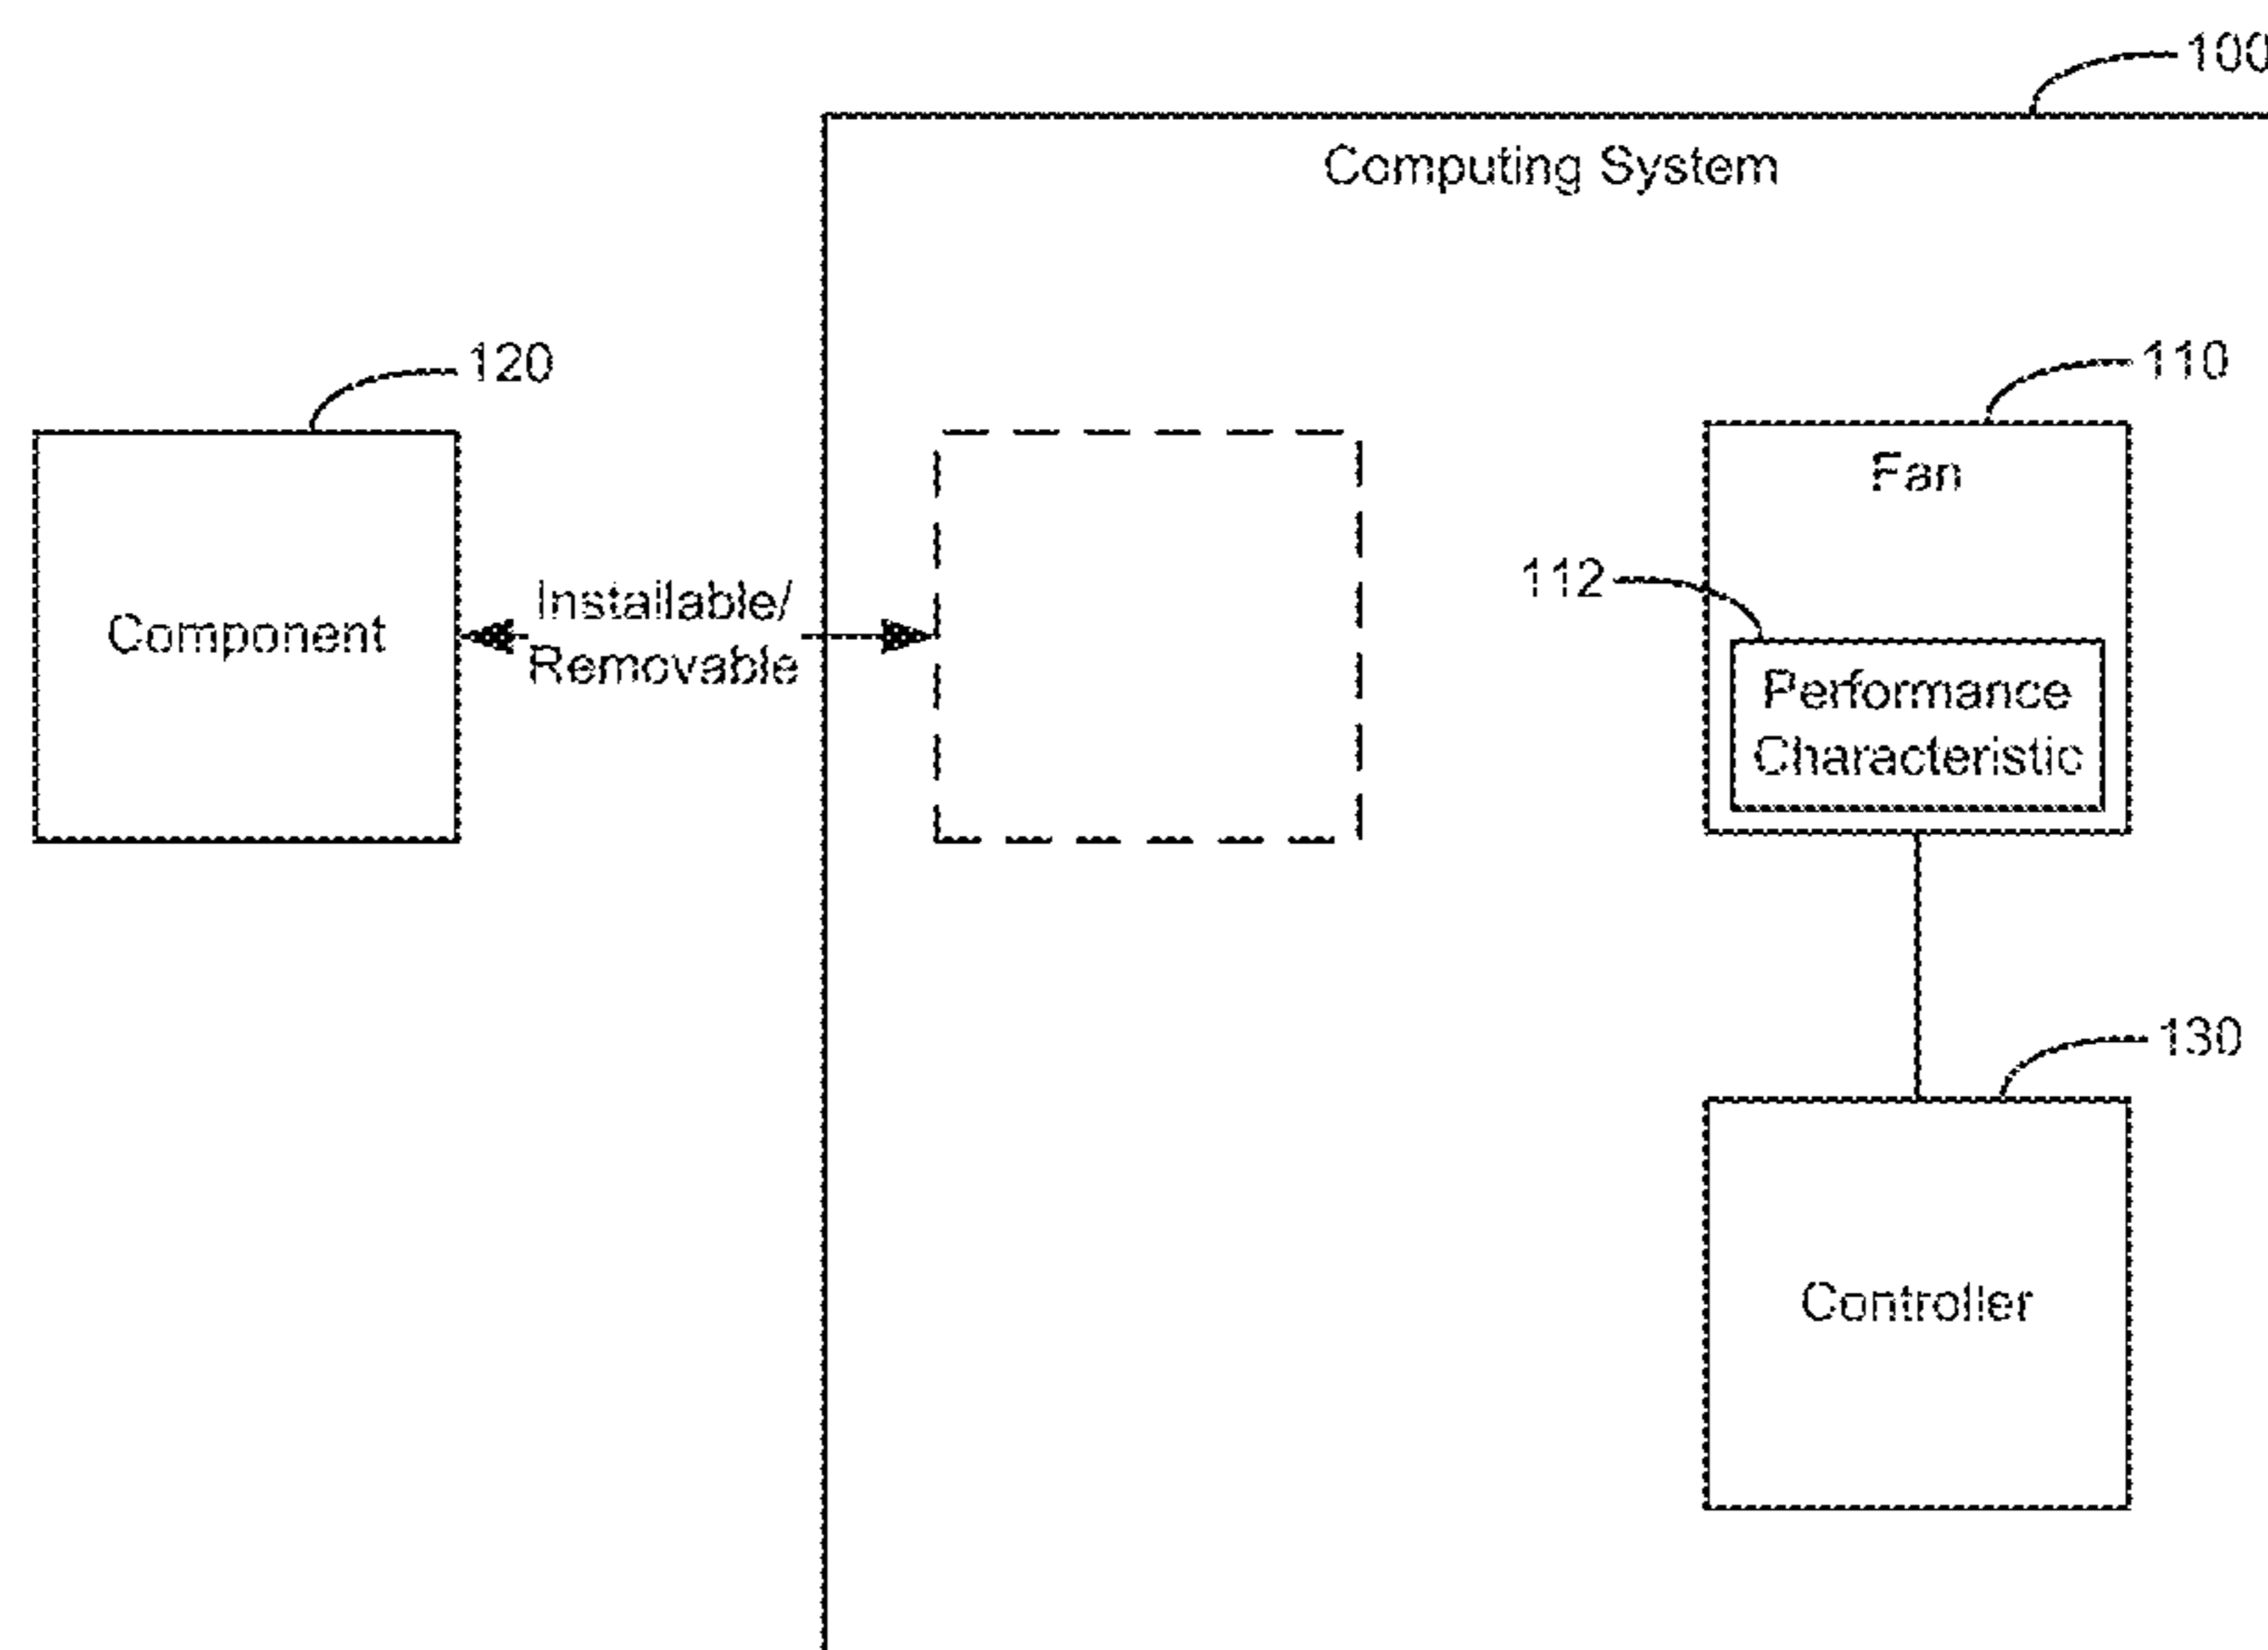 100
Computing System
120
110
Fan
112
Component
Installable/
Removable
Performance
Characteristic
130
Controller